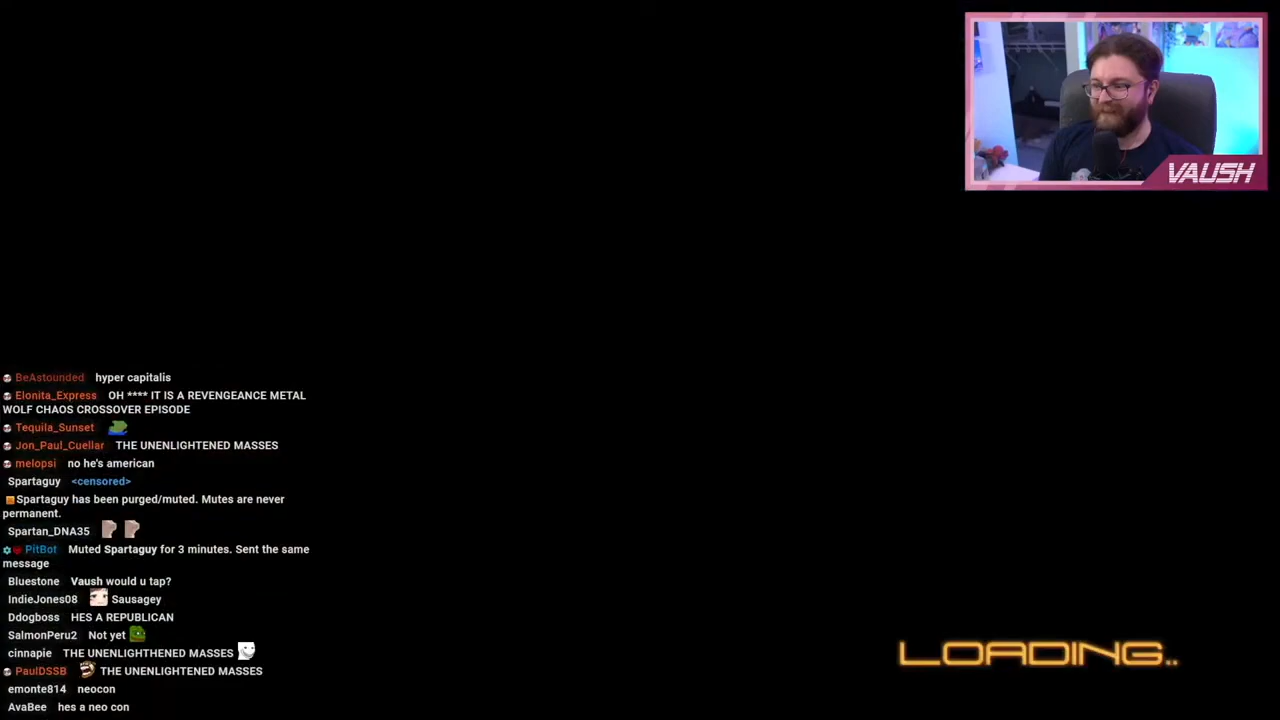 VAUSH
BeAstounded hyper capitalis
Elonita_Express OH **** IT IS A REVENGEANCE METAL
WOLF CHAOS CROSSOVER EPISODE
Tequila_Sunset
Jon_Paul_Cuellar THE UNENLIGHTENED MASSES
melopsi no he's american
Spartaguy <censored>
Spartaguy has been purged/muted. Mutes are never
permanent.
Spartan_DNA35
PitBot Muted Spartaguy for 3 minutes. Sent the same
message
Bluestone Vaush would u tap?
IndieJones08 Sausagey
Ddogboss HES A REPUBLICAN
SalmonPeru2 Not yet
cinnapie THE UNENLIGHTHENED MASSES
PaulDSSB THE UNENLIGHTENED MASSES
emonte814 neocon
AvaBee hes a neo con
LOADING..